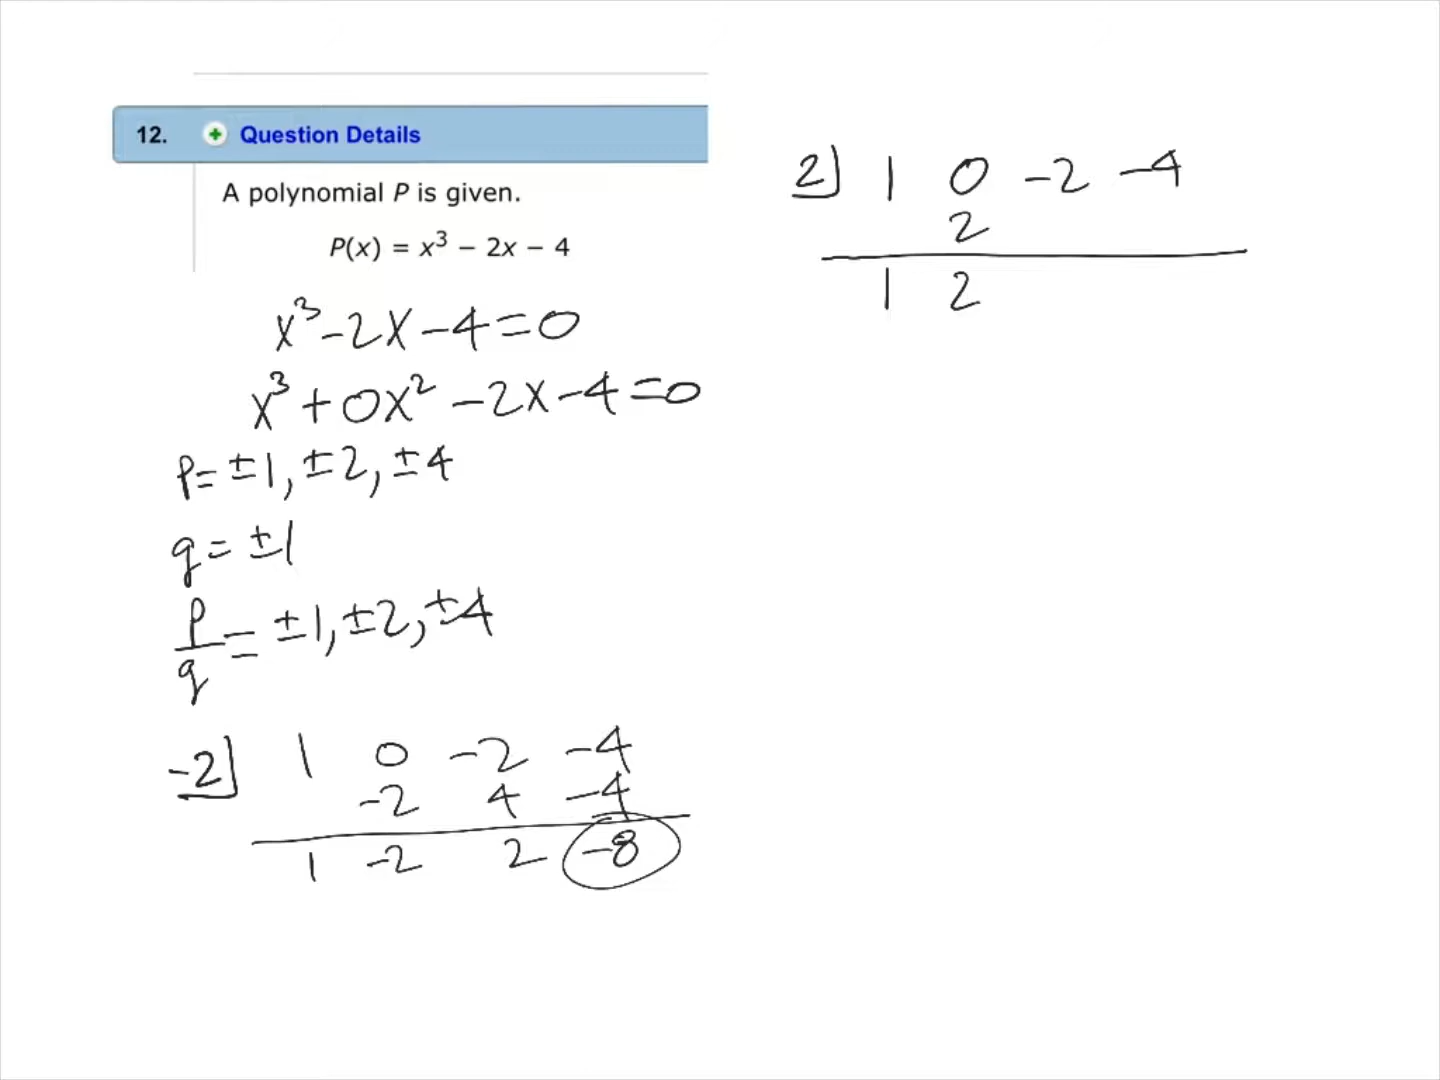 12. Question Details
A polynomial P is given.
P(x) = x³ − 2x − 4
x³-2x-4=0
x³+0x²-2x-4=0
P=±1,±2,±4
q=±1
P/q=±1,±2,±4
-2] 1 0 -2 -4
-2 4 -4
1 -2 2 -8
2] 1 0 -2 -4
2
1 2